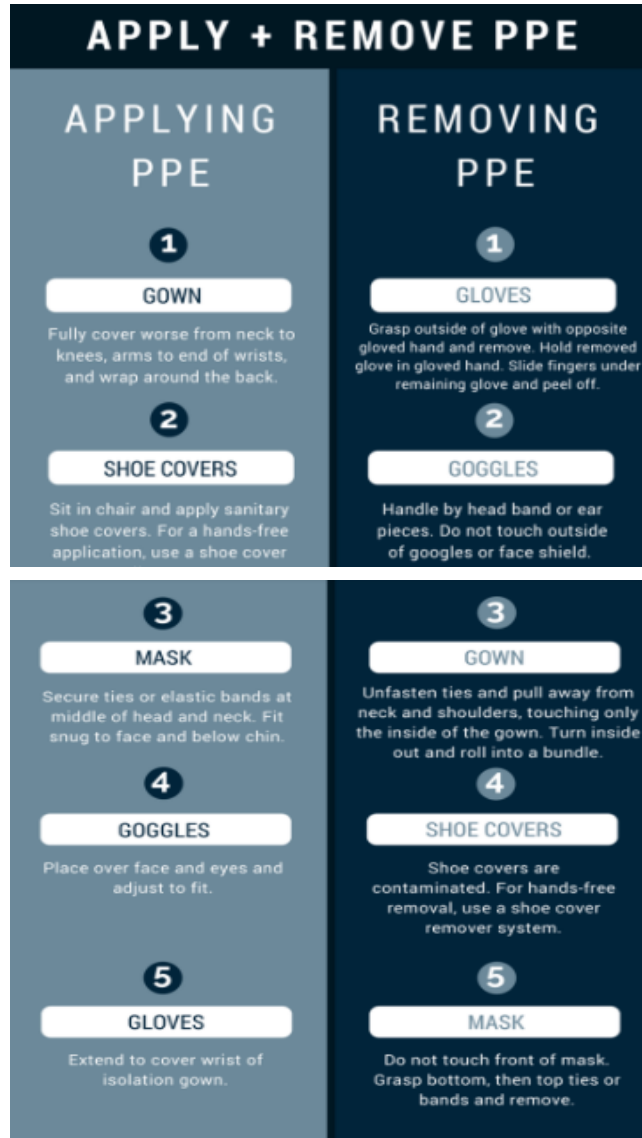 APPLY + REMOVE PPE
APPLYING
PPE
1
GOWN
Fully cover worse from neck to
knees, arms to end of wrists,
and wrap around the back.
2
SHOE COVERS
Sit in chair and apply sanitary
shoe covers. For a hands-free
application, use a shoe cover
3
MASK
Secure ties or elastic bands at
middle of head and neck. Fit
snug to face and below chin.
4
GOGGLES
Place over face and eyes and
adjust to fit.
5
GLOVES
Extend to cover wrist of
isolation gown.
REMOVING
PPE
1
GLOVES
Grasp outside of glove with opposite
gloved hand and remove. Hold removed
glove in gloved hand. Slide fingers under
remaining glove and peel off.
2
GOGGLES
Handle by head band or ear
pieces. Do not touch outside
of googles or face shield.
3
GOWN
Unfasten ties and pull away from
neck and shoulders, touching only
the inside of the gown. Turn inside
out and roll into a bundle.
4
SHOE COVERS
Shoe covers are
contaminated. For hands-free
removal, use a shoe cover
remover system.
5
MASK
Do not touch front of mask.
Grasp bottom, then top ties or
bands and remove.